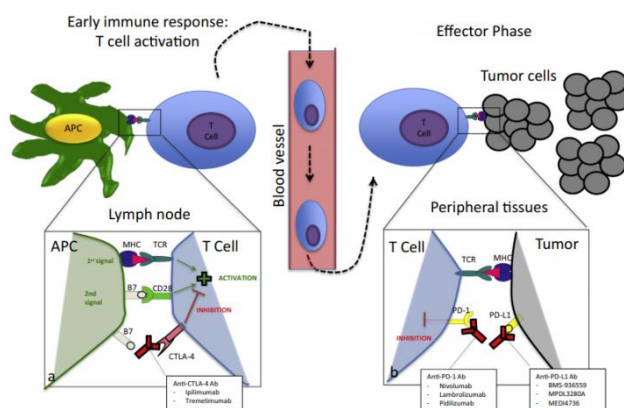 Early immune response:
T cell activation
Effector Phase
Tumor cells
APC
T
Cell
Blood vessel
T
Cell
Lymph node
Peripheral tissues
APC
MHC
TCR
T Cell
1st signal
ACTIVATION
2nd
signal
B7
CD28
INHIBITION
B7
CTLA-4
a
Anti-CTLA-4 Ab
- Ipilimumab
- Tremelimumab
T Cell
TCR
MHC
Tumor
PD-1
PD-L1
INHIBITION
b
Anti-PD-1 Ab
- Nivolumab
- Lambrolizumab
- Pidilizumab
Anti-PD-L1 Ab
- BMS-936559
- MPDL3280A
- MEDI4736